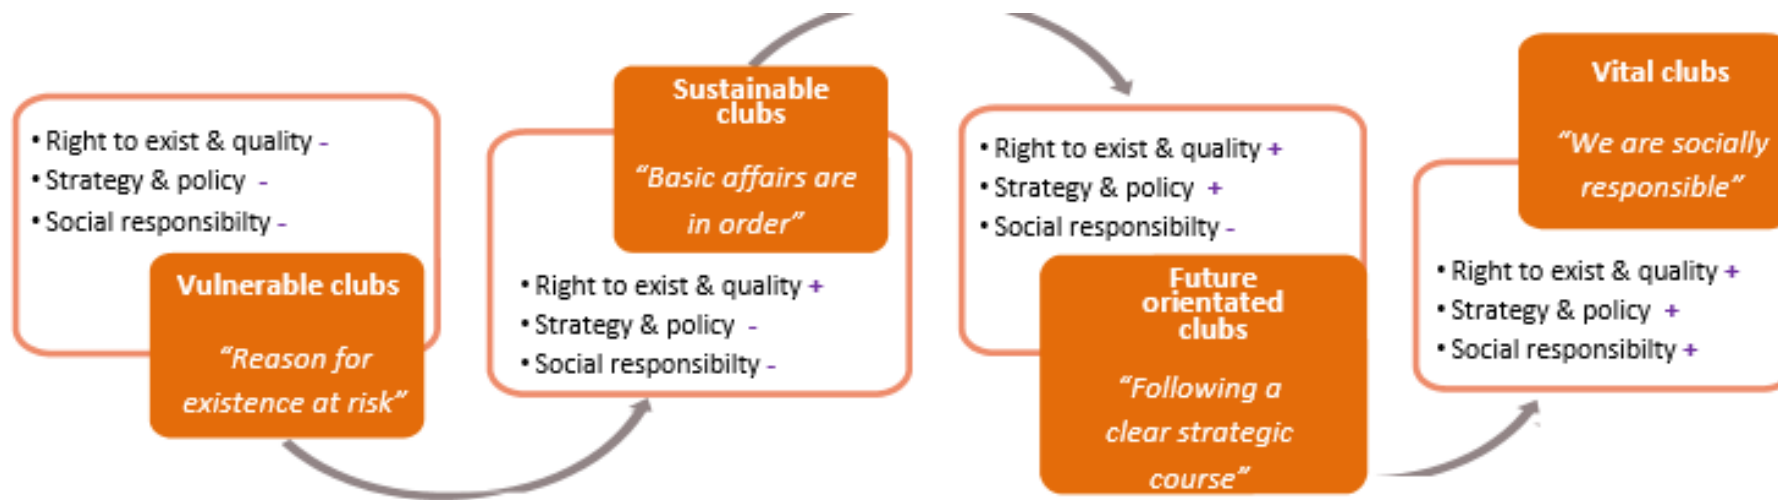 • Right to exist & quality -
• Strategy & policy -
• Social responsibilty -
Vulnerable clubs
“Reason for
existence at risk”
Sustainable
clubs
“Basic affairs are
in order”
• Right to exist & quality +
• Strategy & policy -
• Social responsibilty -
• Right to exist & quality +
• Strategy & policy +
• Social responsibilty -
Future
orientated
clubs
“Following a
clear strategic
course”
Vital clubs
“We are socially
responsible”
• Right to exist & quality +
• Strategy & policy +
• Social responsibilty +